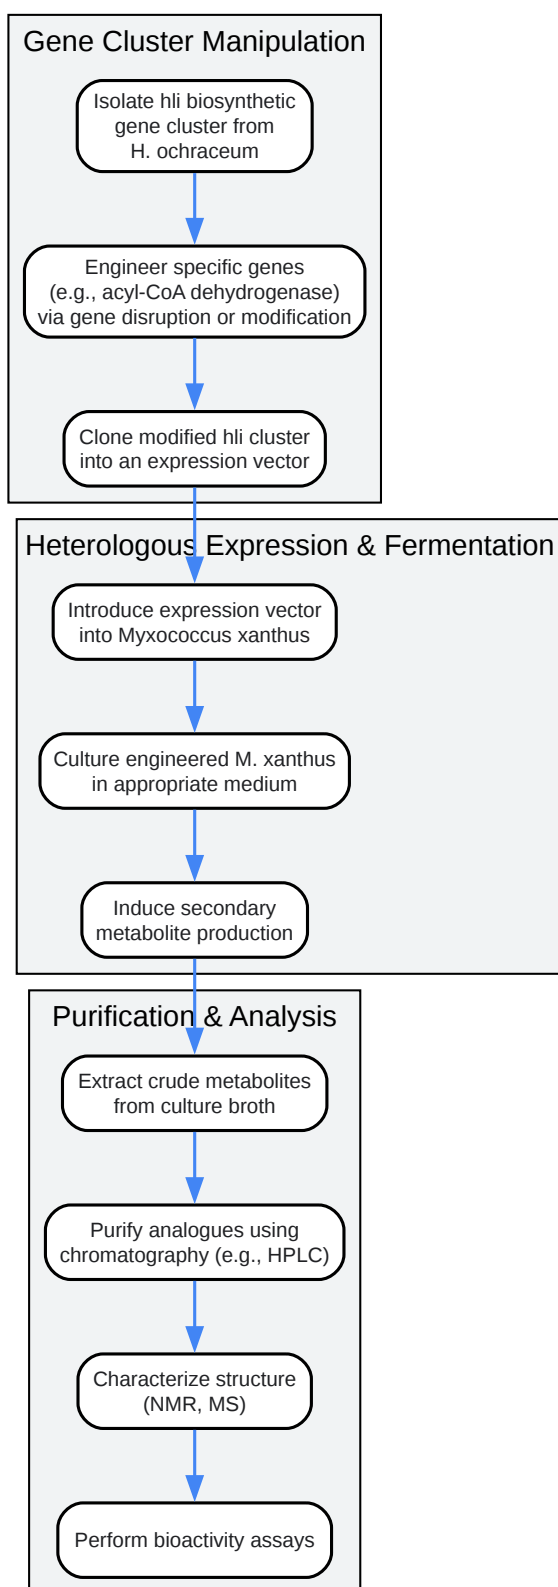 Gene Cluster Manipulation
Isolate hli biosynthetic
gene cluster from
H. ochraceum
Engineer specific genes
(e.g., acyl-CoA dehydrogenase)
via gene disruption or modification
Clone modified hli cluster
into an expression vector
Heterologous Expression & Fermentation
Introduce expression vector
into Myxococcus xanthus
Culture engineered M. xanthus
in appropriate medium
Induce secondary
metabolite production
Purification & Analysis
Extract crude metabolites
from culture broth
Purify analogues using
chromatography (e.g., HPLC)
Characterize structure
(NMR, MS)
Perform bioactivity assays